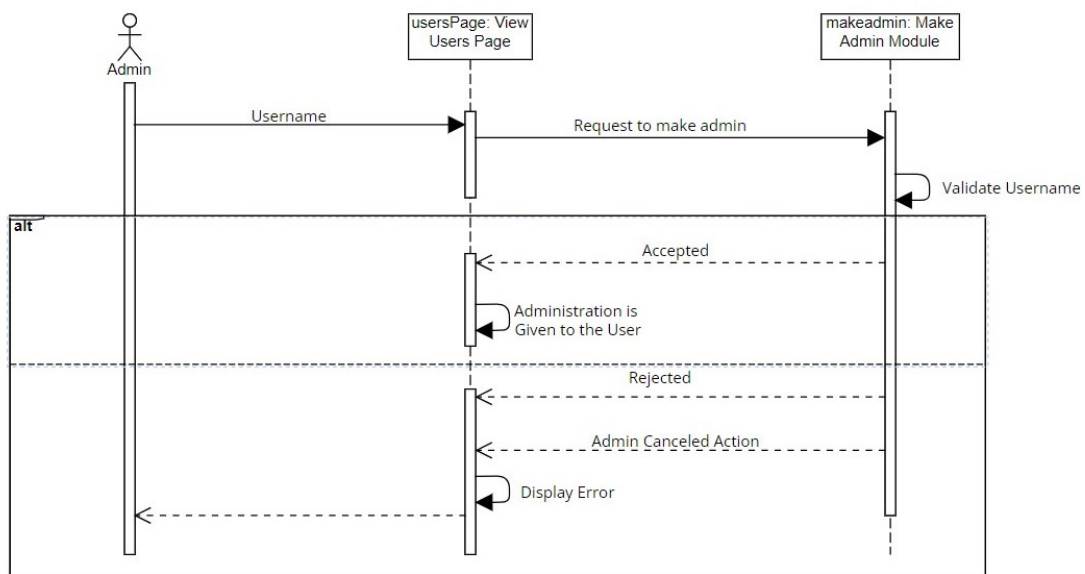 usersPage: View
Users Page
makeadmin: Make
Admin Module
Admin
Username
Request to make admin
Validate Username
alt
Accepted
Administration is
Given to the User
Rejected
Admin Canceled Action
Display Error